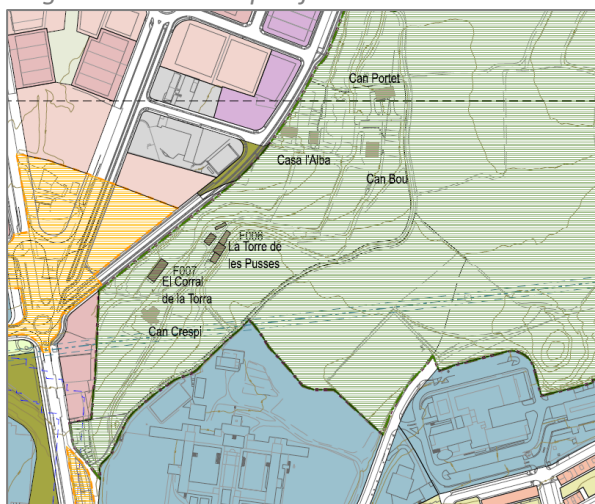 Can Portet
Casa l'Alba
Can Bou
F006
La Torre de
les Pusses
F007
El Corral
de la Torra
Can Crespi